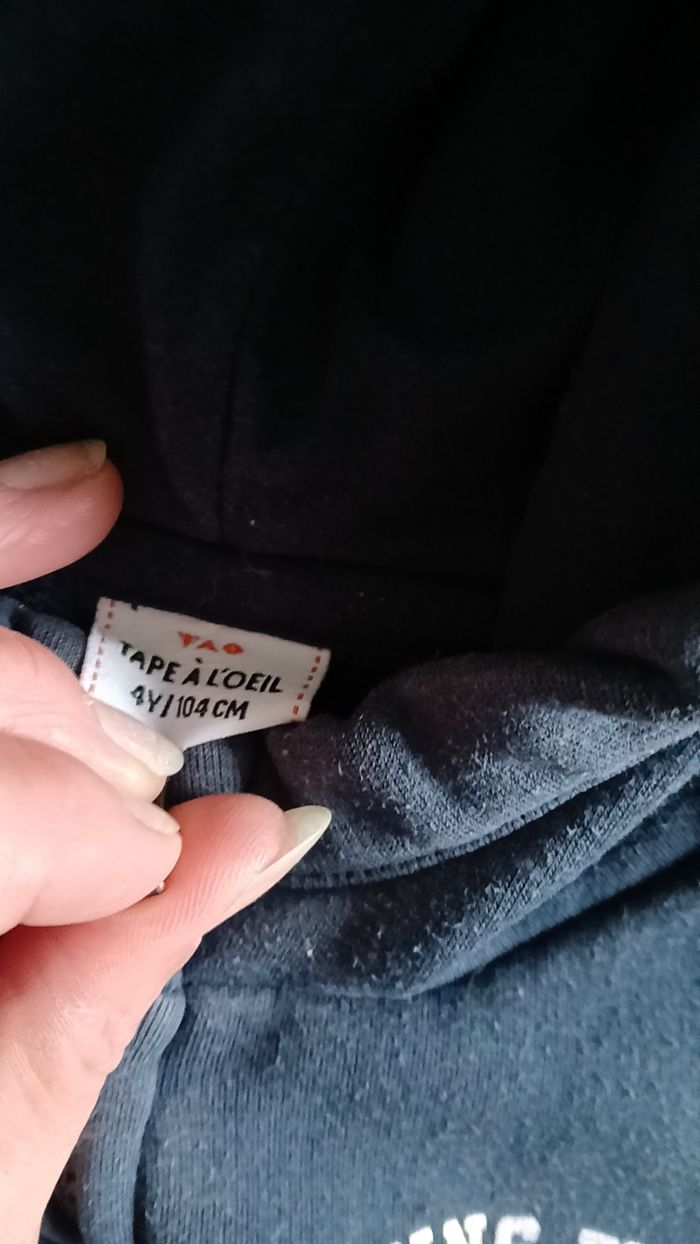 TAO
TAPE À L'OEIL
4Y/104 CM